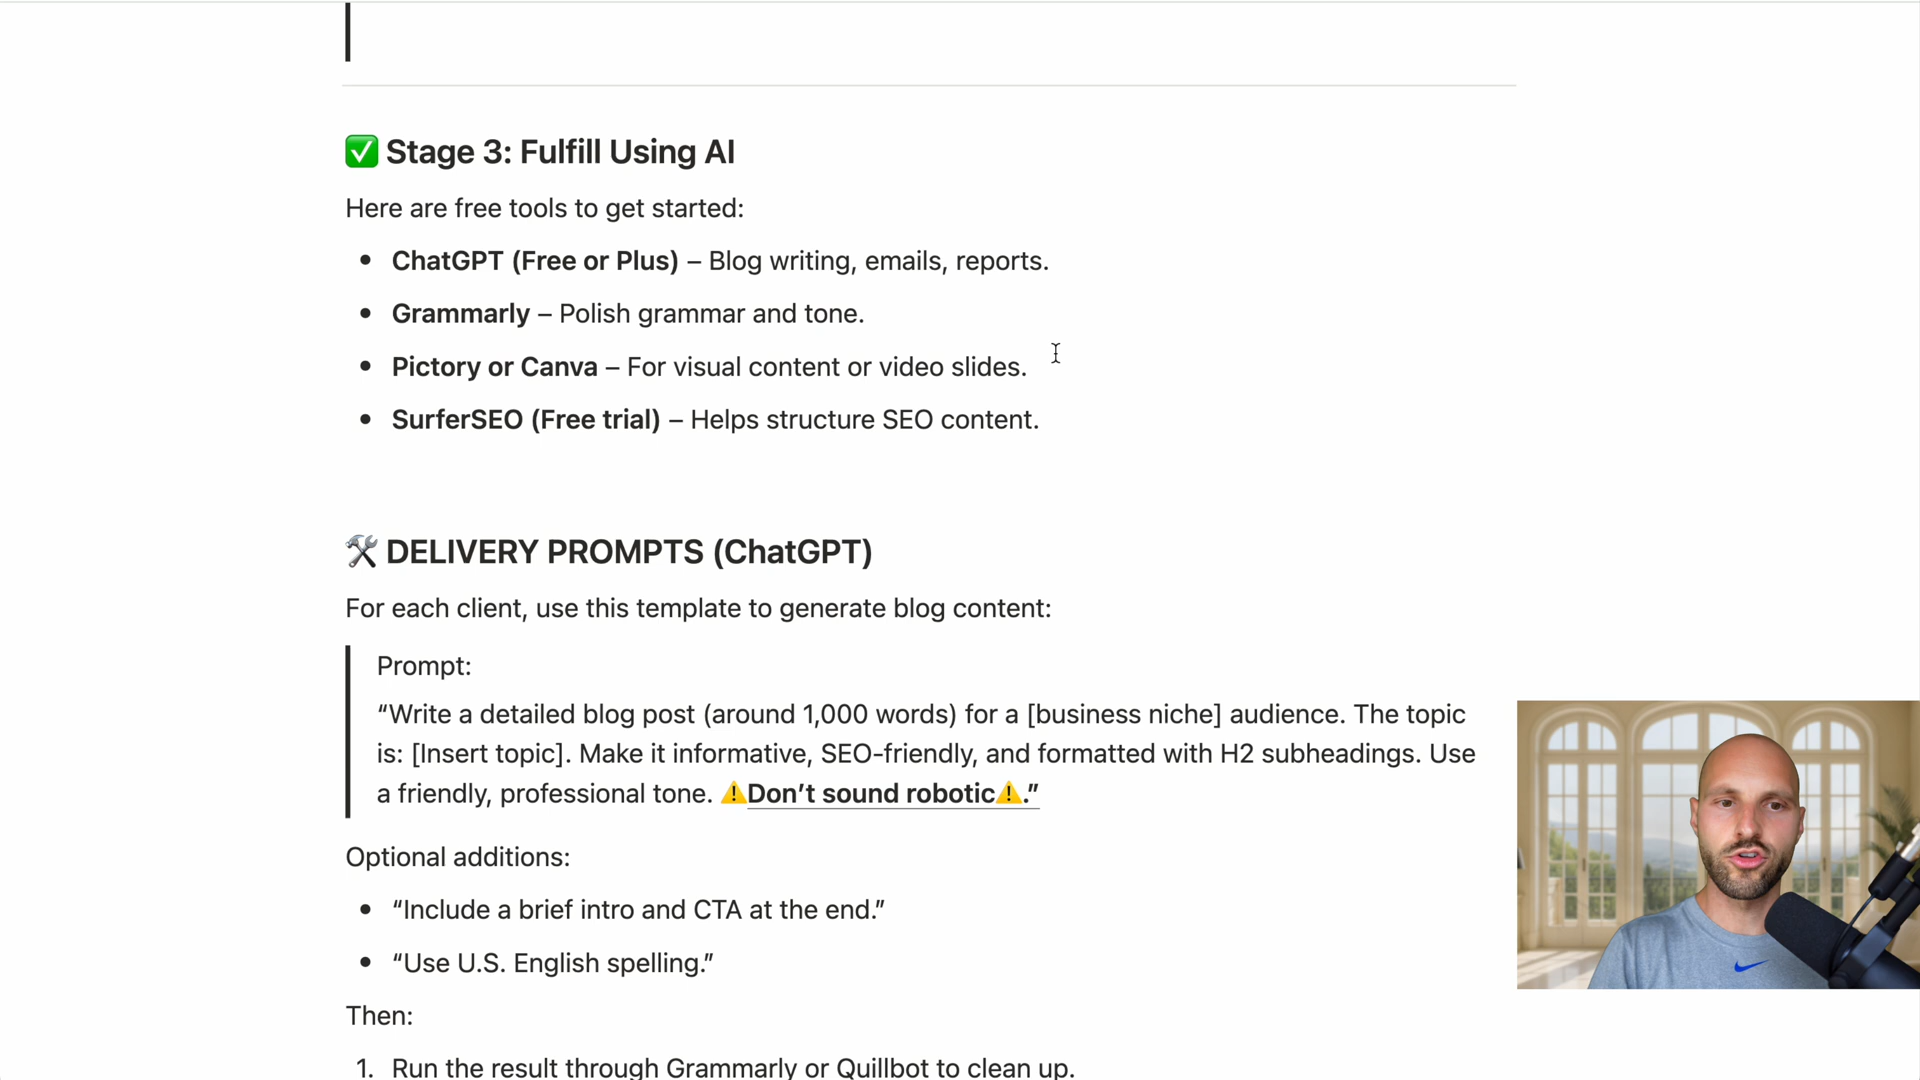 ✅ Stage 3: Fulfill Using AI
Here are free tools to get started:
• ChatGPT (Free or Plus) – Blog writing, emails, reports.
• Grammarly – Polish grammar and tone.
• Pictory or Canva – For visual content or video slides.
• SurferSEO (Free trial) – Helps structure SEO content.
🛠 DELIVERY PROMPTS (ChatGPT)
For each client, use this template to generate blog content:
Prompt:
“Write a detailed blog post (around 1,000 words) for a [business niche] audience. The topic
is: [Insert topic]. Make it informative, SEO-friendly, and formatted with H2 subheadings. Use
a friendly, professional tone. ⚠️Don’t sound robotic⚠️.”
Optional additions:
• “Include a brief intro and CTA at the end.”
• “Use U.S. English spelling.”
Then:
1. Run the result through Grammarly or Quillbot to clean up.